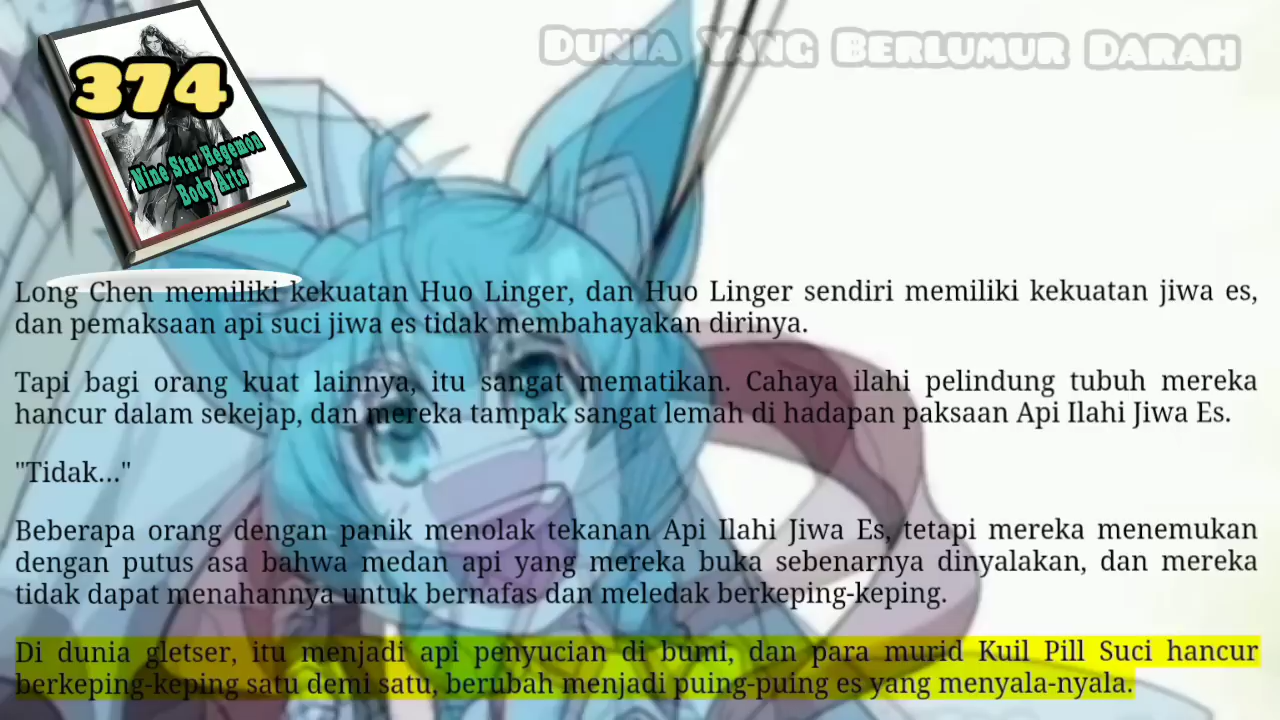 Dunia Yang Berlumur Darah
374
Nine Star Hegemon
Body Arts
Long Chen memiliki kekuatan Huo Linger, dan Huo Linger sendiri memiliki kekuatan jiwa es,
dan pemaksaan api suci jiwa es tidak membahayakan dirinya.
Tapi bagi orang kuat lainnya, itu sangat mematikan. Cahaya ilahi pelindung tubuh mereka
hancur dalam sekejap, dan mereka tampak sangat lemah di hadapan paksaan Api Ilahi Jiwa Es.
"Tidak..."
Beberapa orang dengan panik menolak tekanan Api Ilahi Jiwa Es, tetapi mereka menemukan
dengan putus asa bahwa medan api yang mereka buka sebenarnya dinyalakan, dan mereka
tidak dapat menahannya untuk bernafas dan meledak berkeping-keping.
Di dunia gletser, itu menjadi api penyucian di bumi, dan para murid Kuil Pill Suci hancur
berkeping-keping satu demi satu, berubah menjadi puing-puing es yang menyala-nyala.